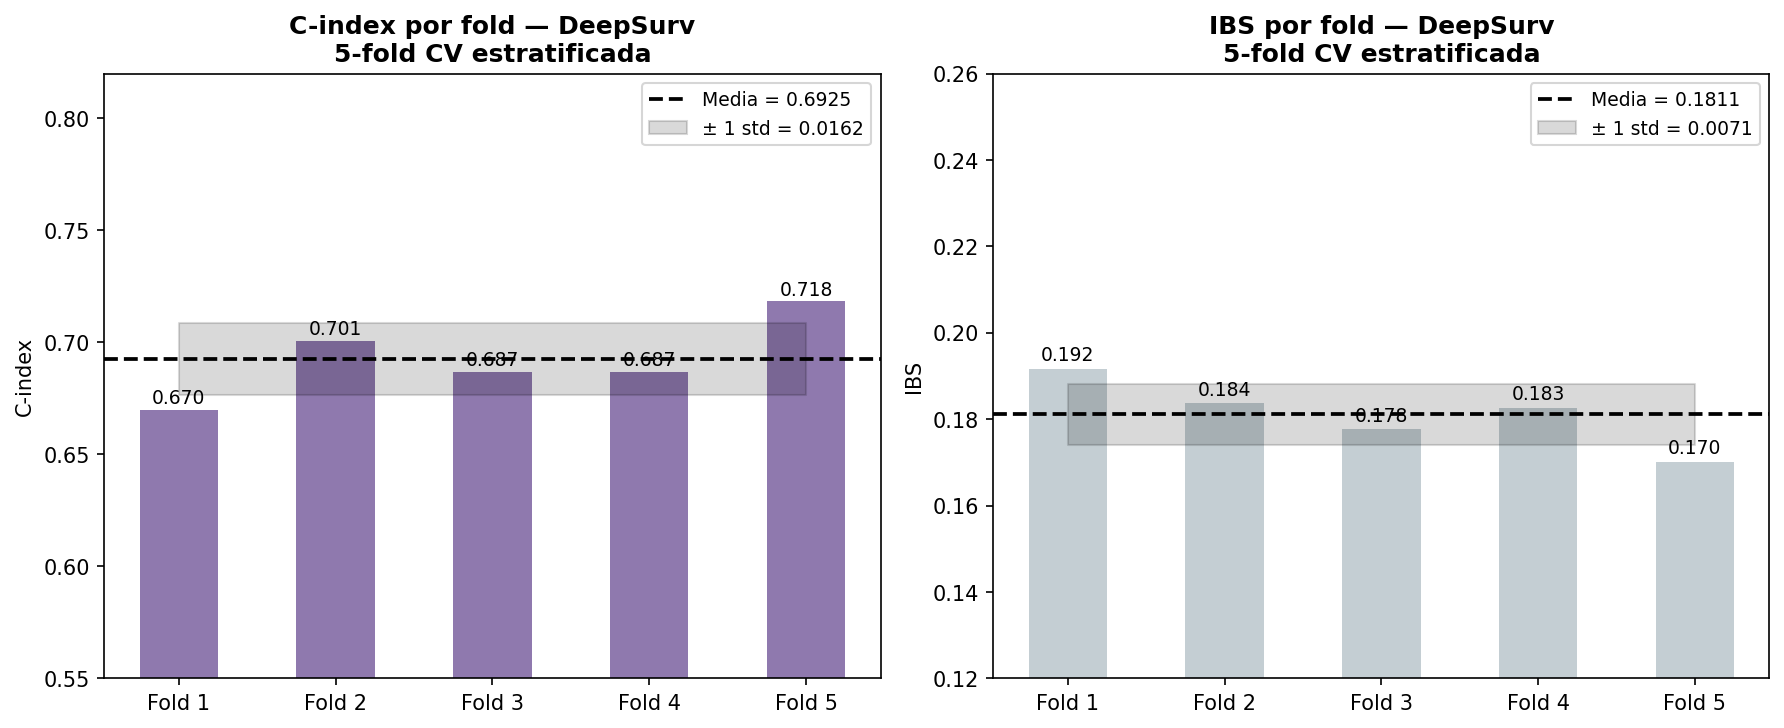 C-index por fold — DeepSurv
5-fold CV estratificada
Media = 0.6925
± 1 std = 0.0162
C-index
0.80
0.75
0.70
0.65
0.60
0.55
0.670
0.701
0.687
0.687
0.718
Fold 1
Fold 2
Fold 3
Fold 4
Fold 5
IBS por fold — DeepSurv
5-fold CV estratificada
Media = 0.1811
± 1 std = 0.0071
IBS
0.26
0.24
0.22
0.20
0.18
0.16
0.14
0.12
0.192
0.184
0.178
0.183
0.170
Fold 1
Fold 2
Fold 3
Fold 4
Fold 5